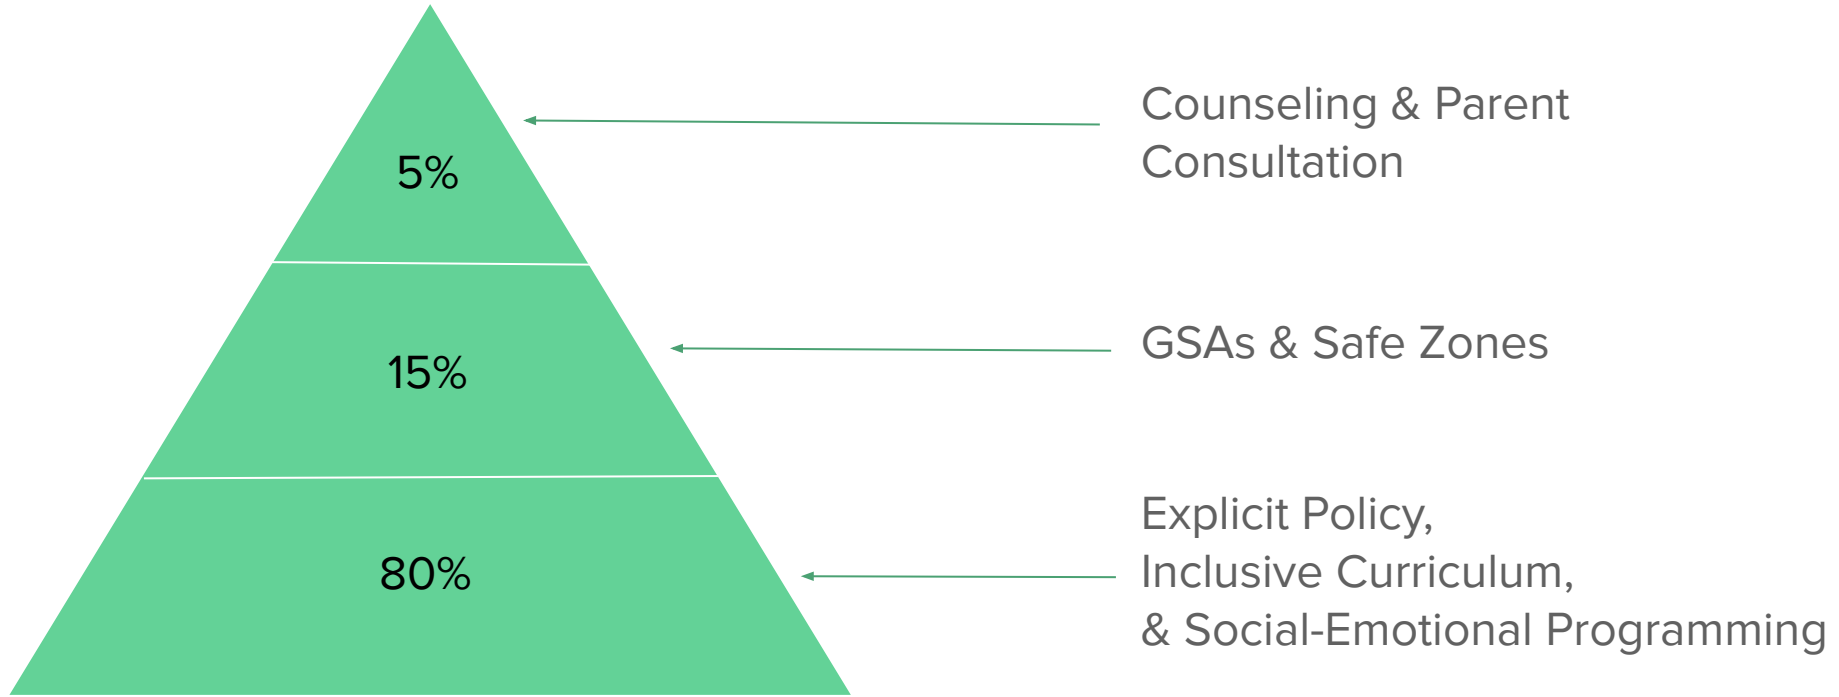 5%
Counseling & Parent
Consultation
15%
GSAs & Safe Zones
80%
Explicit Policy,
Inclusive Curriculum,
& Social-Emotional Programming